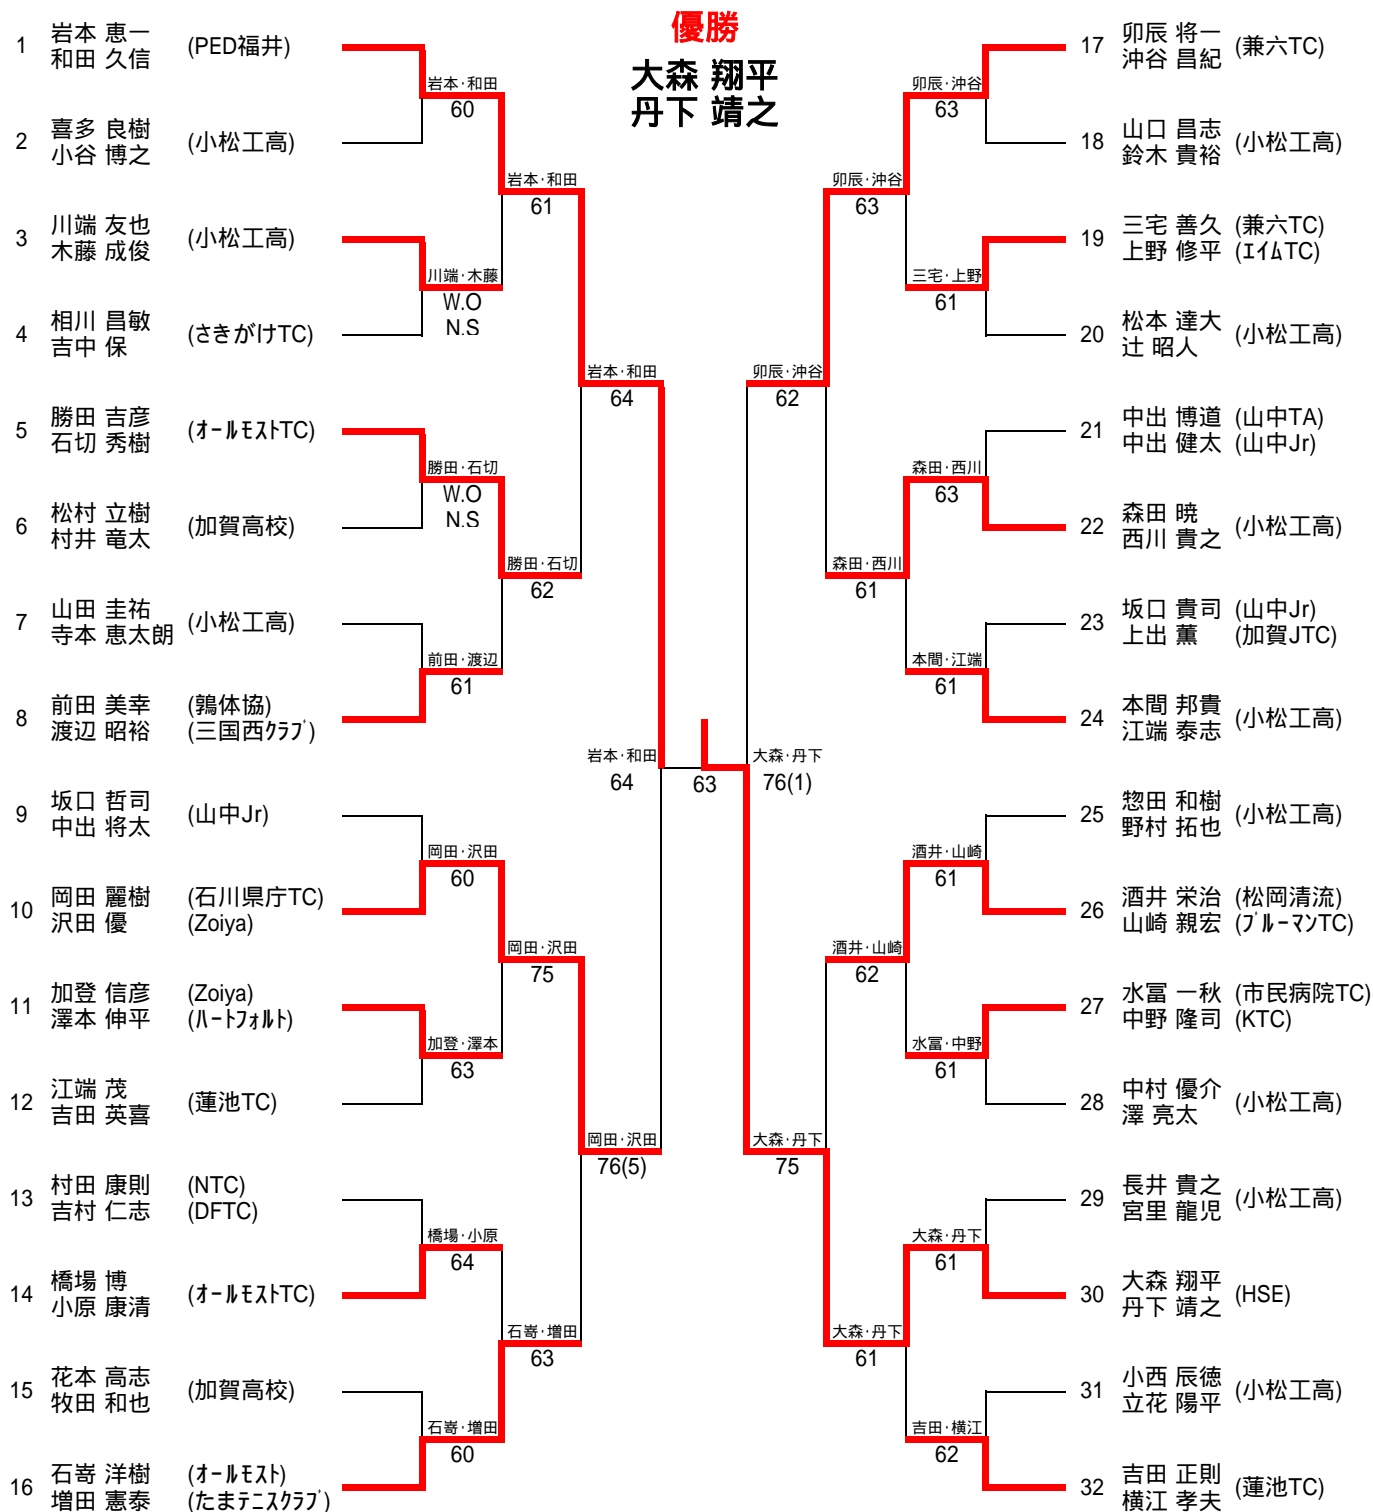 優勝
大森 翔平
丹下 靖之
1 岩本 恵一 (PED福井)
和田 久信
2 喜多 良樹 (小松工高)
小谷 博之
3 川端 友也 (小松工高)
木藤 成俊
4 相川 昌敏 (さきがけTC)
吉中 保
5 勝田 吉彦 (オールモストTC)
石切 秀樹
6 松村 立樹 (加賀高校)
村井 竜太
7 山田 圭祐 (小松工高)
寺本 恵太朗
8 前田 美幸 (鶉体協)
渡辺 昭裕 (三国西クラブ)
9 坂口 哲司 (山中Jr)
中出 将太
10 岡田 麗樹 (石川県庁TC)
沢田 優 (Zoiya)
11 加登 信彦 (Zoiya)
澤本 伸平 (ハートフォルト)
12 江端 茂 (蓮池TC)
吉田 英喜
13 村田 康則 (NTC)
吉村 仁志 (DFTC)
14 橋場 博 (オールモストTC)
小原 康清
15 花本 高志 (加賀高校)
牧田 和也
16 石嵜 洋樹 (オールモスト)
増田 憲泰 (たまテニスクラブ)
岩本·和田
60
川端·木藤
W.O
N.S
勝田·石切
W.O
N.S
前田·渡辺
61
岡田·沢田
60
加登·澤本
63
橋場·小原
64
石嵜·増田
60
岩本·和田
61
勝田·石切
62
岡田·沢田
75
石嵜·増田
63
岩本·和田
64
岡田·沢田
76(5)
岩本·和田
64
63
大森·丹下
76(1)
卯辰·沖谷
62
大森·丹下
75
卯辰·沖谷
63
森田·西川
61
酒井·山崎
62
大森·丹下
61
卯辰·沖谷
63
三宅·上野
61
森田·西川
63
本間·江端
61
酒井·山崎
61
水冨·中野
61
大森·丹下
61
吉田·横江
62
17 卯辰 将一 (兼六TC)
沖谷 昌紀
18 山口 昌志 (小松工高)
鈴木 貴裕
19 三宅 善久 (兼六TC)
上野 修平 (エイムTC)
20 松本 達大 (小松工高)
辻 昭人
21 中出 博道 (山中TA)
中出 健太 (山中Jr)
22 森田 暁 (小松工高)
西川 貴之
23 坂口 貴司 (山中Jr)
上出 薫 (加賀JTC)
24 本間 邦貴 (小松工高)
江端 泰志
25 惣田 和樹 (小松工高)
野村 拓也
26 酒井 栄治 (松岡清流)
山崎 親宏 (ブルーマンTC)
27 水冨 一秋 (市民病院TC)
中野 隆司 (KTC)
28 中村 優介 (小松工高)
澤 亮太
29 長井 貴之 (小松工高)
宮里 龍児
30 大森 翔平 (HSE)
丹下 靖之
31 小西 辰徳 (小松工高)
立花 陽平
32 吉田 正則 (蓮池TC)
横江 孝夫